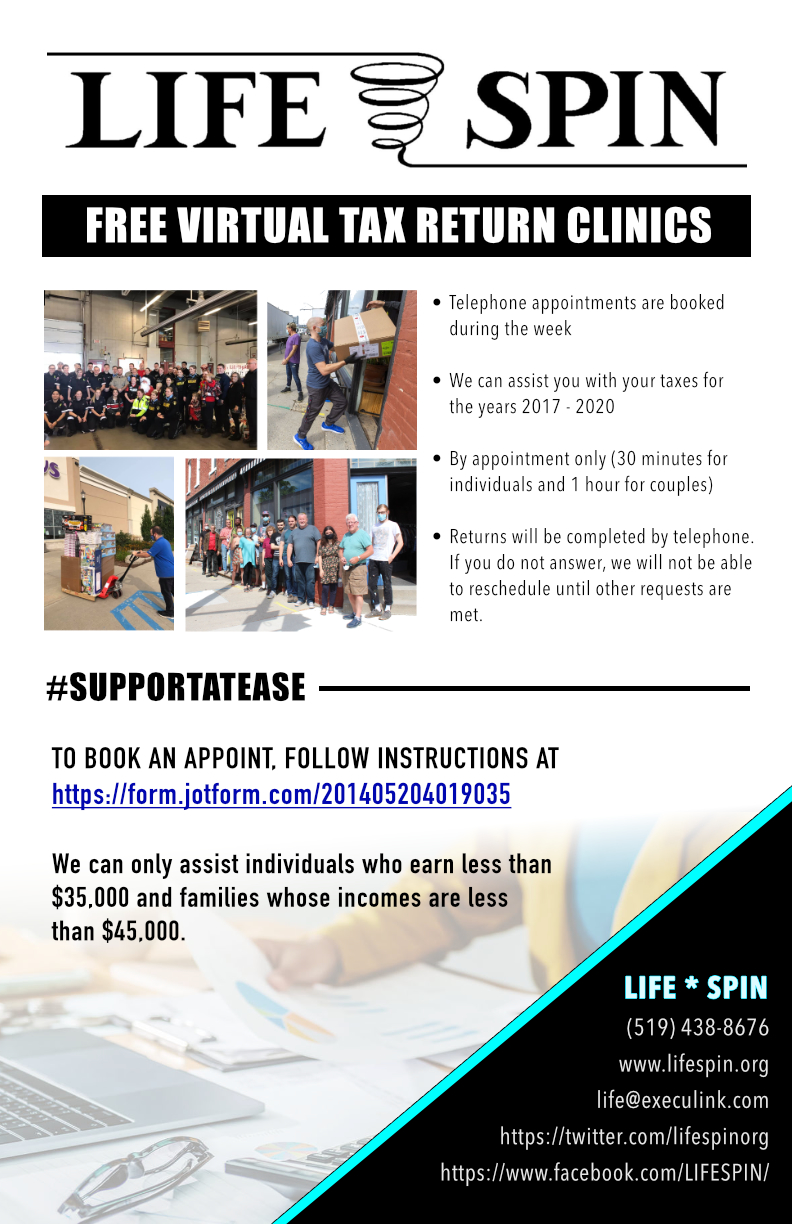 LIFE SPIN
FREE VIRTUAL TAX RETURN CLINICS
• Telephone appointments are booked
during the week
• We can assist you with your taxes for
the years 2017 - 2020
• By appointment only (30 minutes for
individuals and 1 hour for couples)
• Returns will be completed by telephone.
If you do not answer, we will not be able
to reschedule until other requests are
met.
#SUPPORTATEASE
TO BOOK AN APPOINT, FOLLOW INSTRUCTIONS AT
https://form.jotform.com/201405204019035
We can only assist individuals who earn less than
$35,000 and families whose incomes are less
than $45,000.
LIFE * SPIN
(519) 438-8676
www.lifespin.org
life@execulink.com
https://twitter.com/lifespinorg
https://www.facebook.com/LIFESPIN/